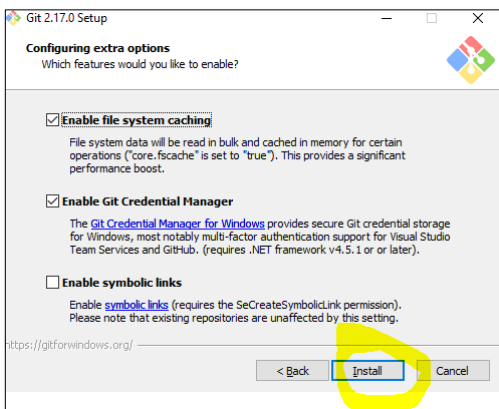 Git 2.17.0 Setup
Configuring extra options
Which features would you like to enable?
Enable file system caching
File system data will be read in bulk and cached in memory for certain
operations ("core.fscache" is set to "true"). This provides a significant
performance boost.
Enable Git Credential Manager
The Git Credential Manager for Windows provides secure Git credential storage
for Windows, most notably multi-factor authentication support for Visual Studio
Team Services and GitHub. (requires .NET framework v4.5.1 or or later).
Enable symbolic links
Enable symbolic links (requires the SeCreateSymbolicLink permission).
Please note that existing repositories are unaffected by this setting.
https://gitforwindows.org/
< Back Install Cancel